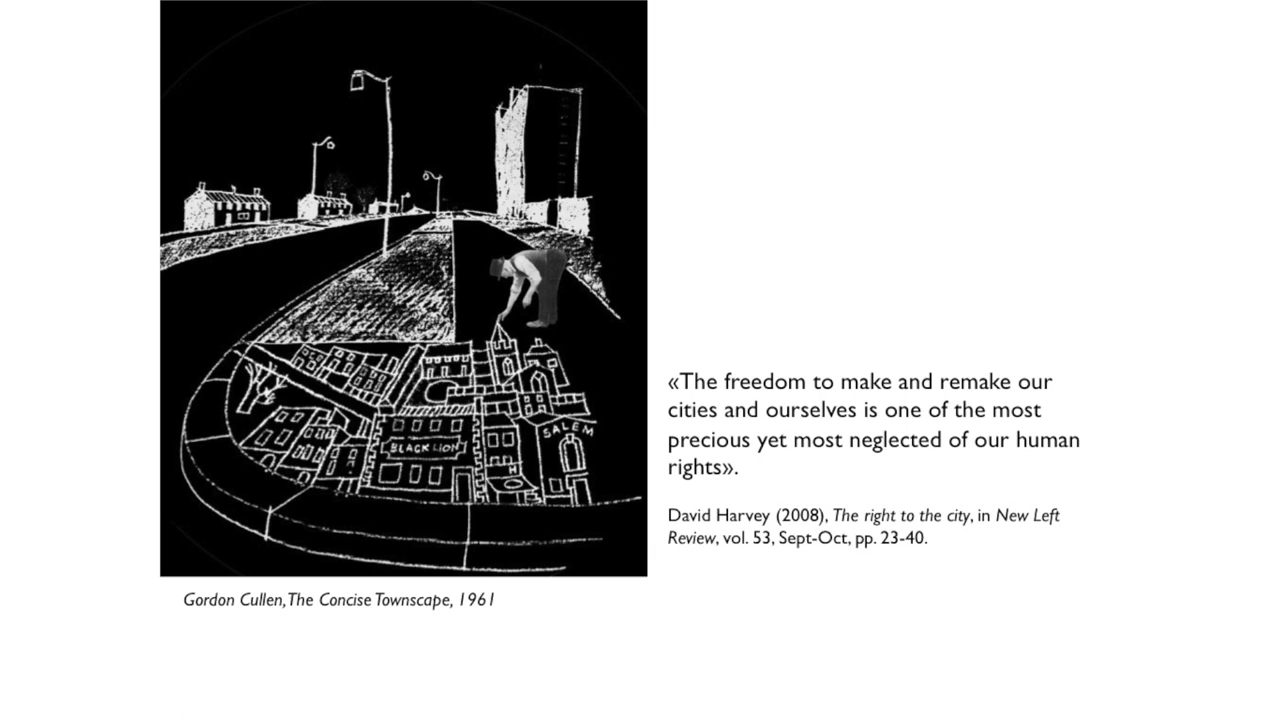 BLACK LION
SALEM
H
«The freedom to make and remake our
cities and ourselves is one of the most
precious yet most neglected of our human
rights».
David Harvey (2008), The right to the city, in New Left
Review, vol. 53, Sept-Oct, pp. 23-40.
Gordon Cullen,The Concise Townscape, 1961